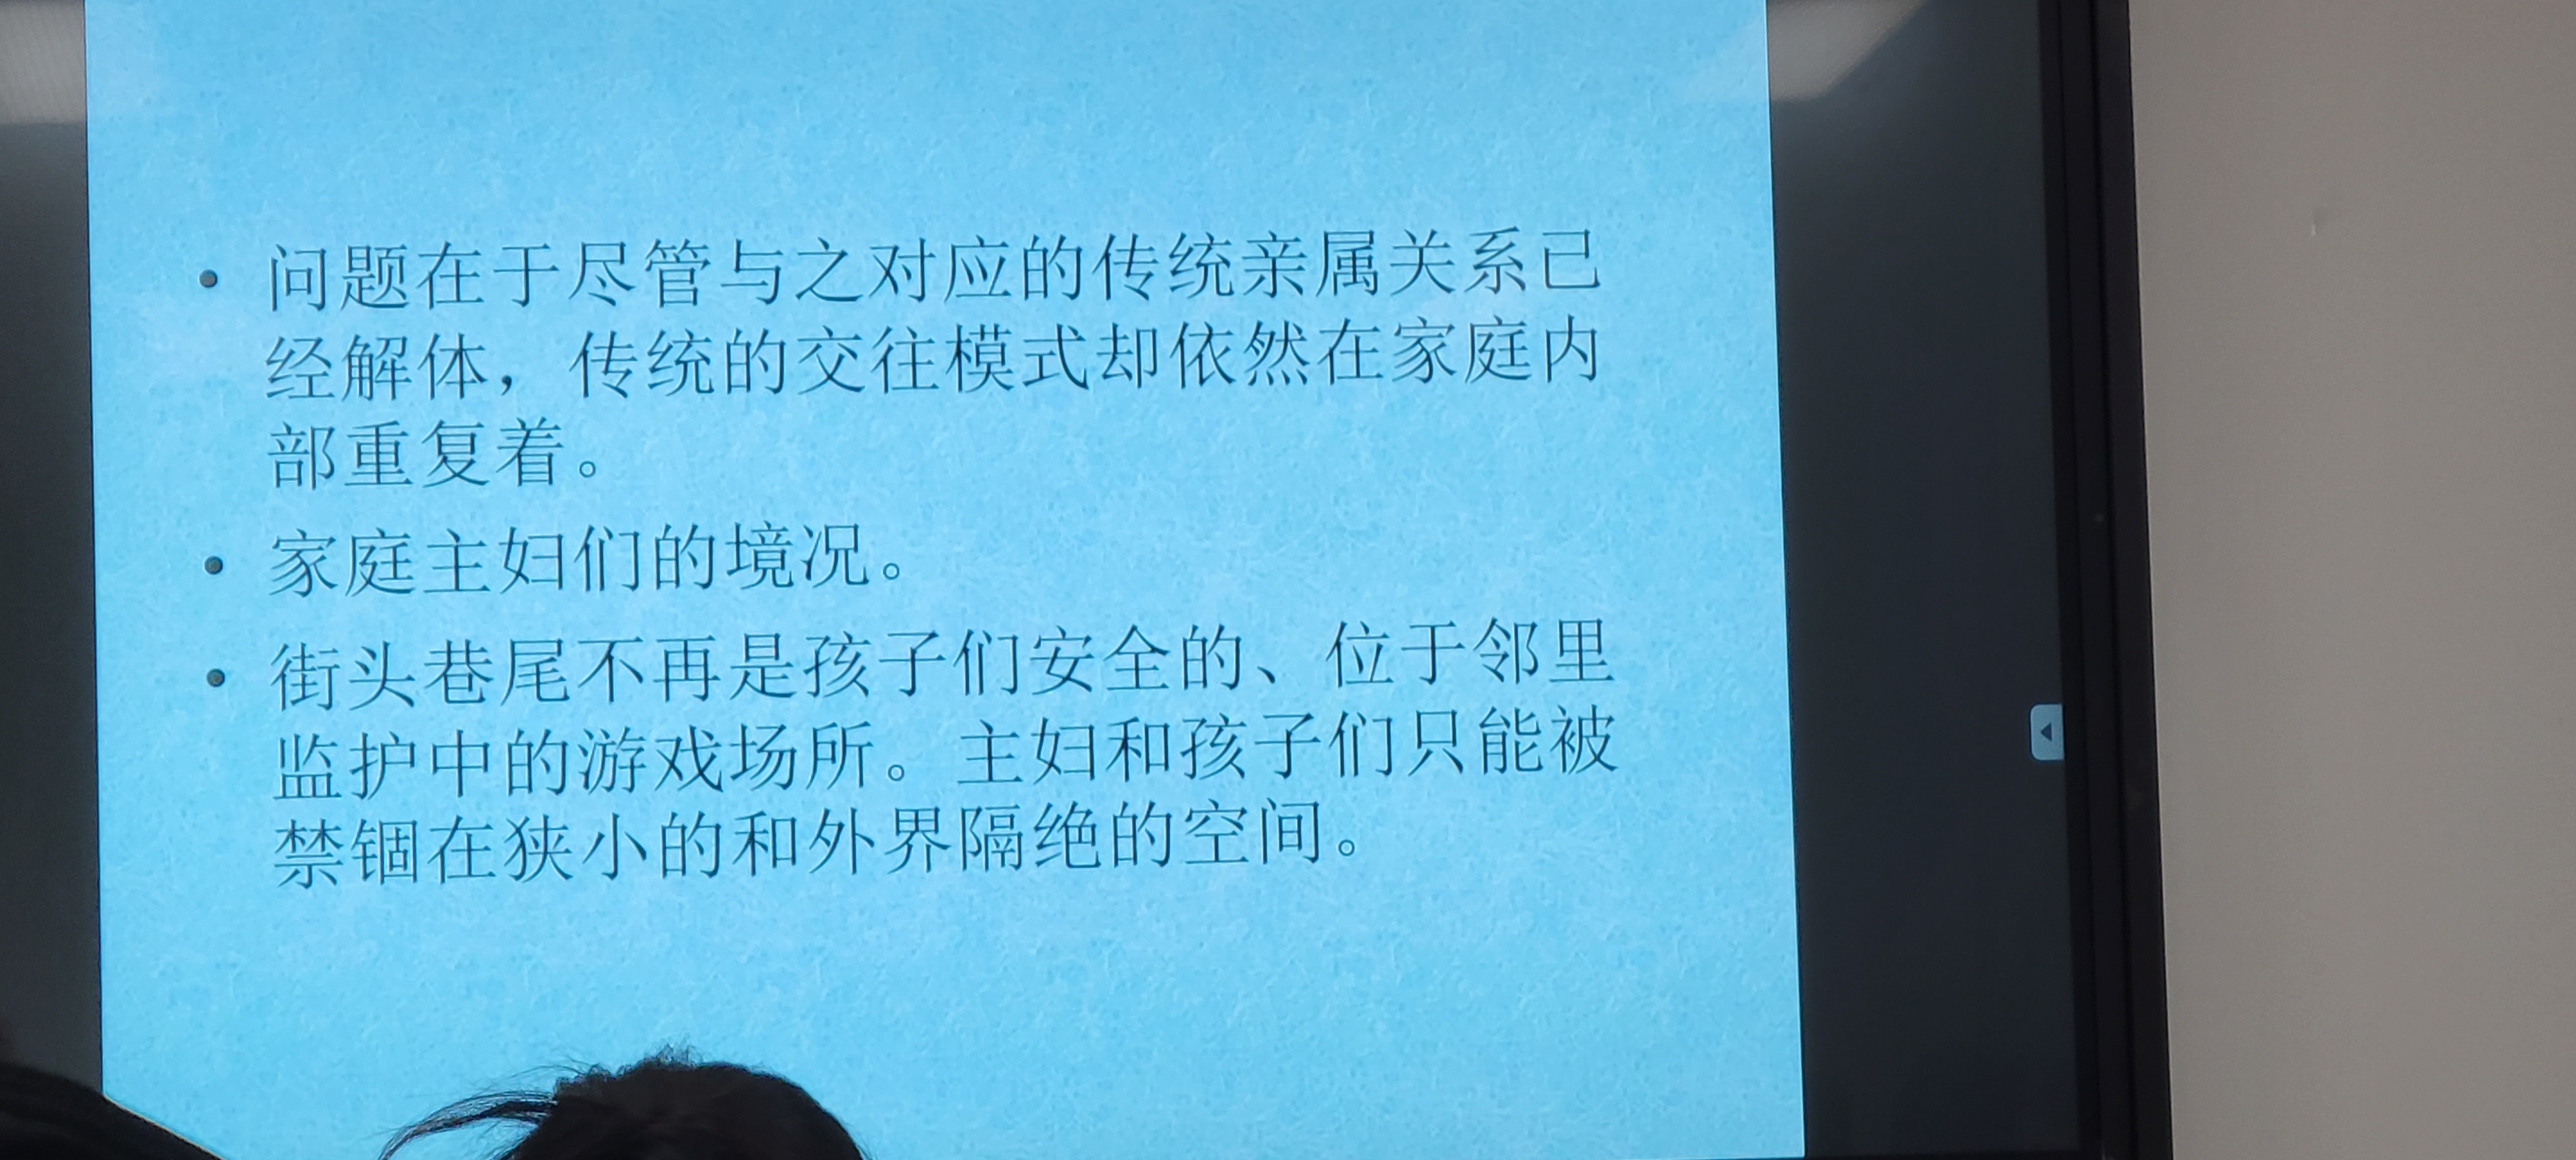 • 问题在于尽管与之对应的传统亲属关系已
经解体，传统的交往模式却依然在家庭内
部重复着。
• 家庭主妇们的境况。
• 街头巷尾不再是孩子们安全的、位于邻里
监护中的游戏场所。主妇和孩子们只能被
禁锢在狭小的和外界隔绝的空间。